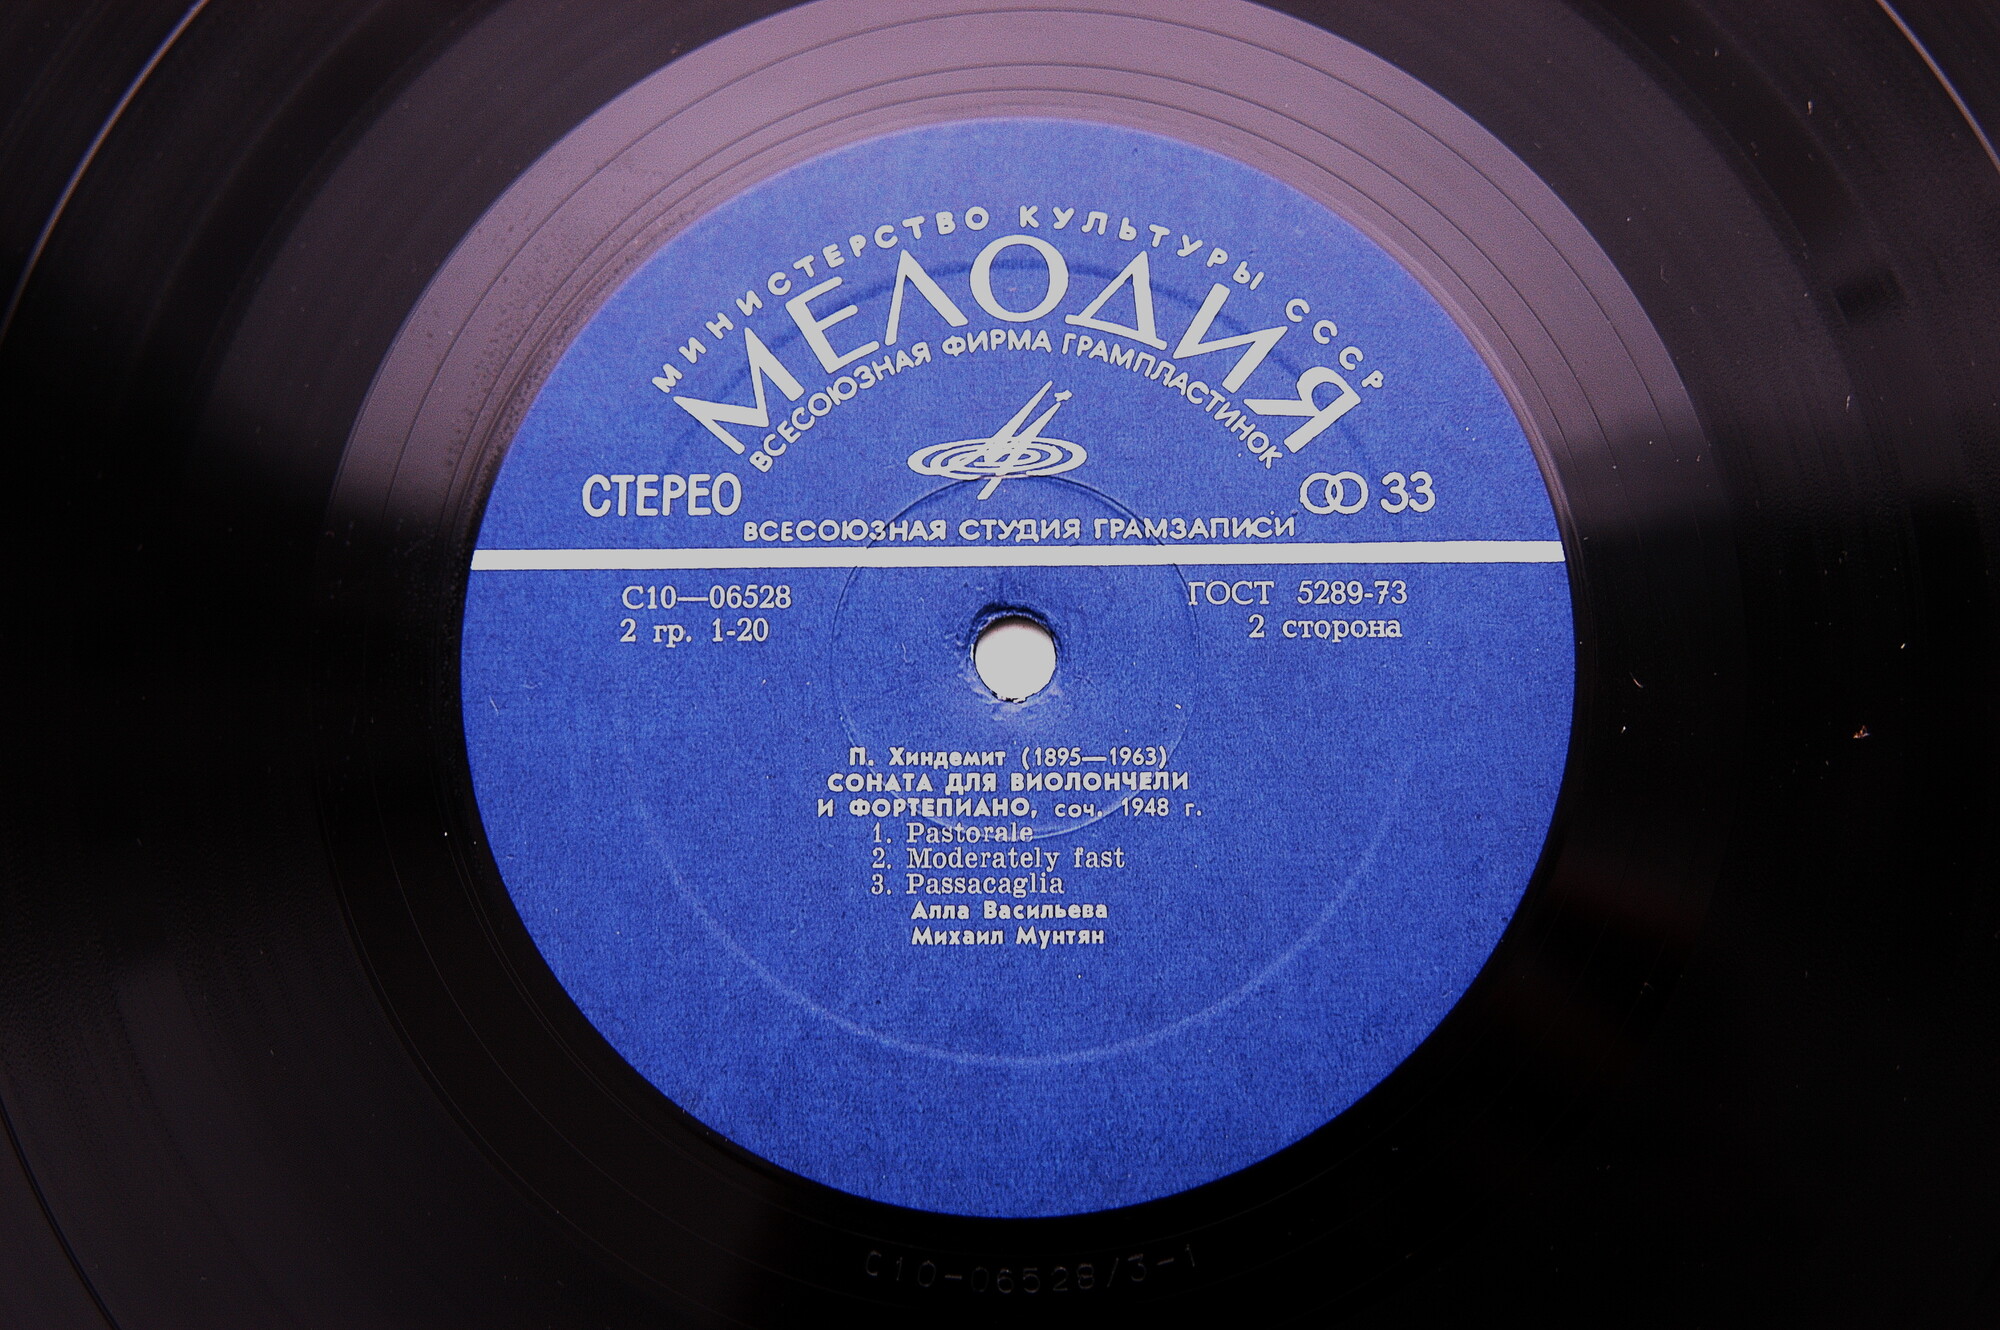 МИНИСТЕРСТВО КУЛЬТУРЫ СССР
МЕЛОДИЯ
ВСЕСОЮЗНАЯ ФИРМА ГРАМПЛАСТИНОК
СТЕРЕО
33
ВСЕСОЮЗНАЯ СТУДИЯ ГРАМЗАПИСИ
С10—06528
ГОСТ 5289-73
2 гр. 1-20
2 сторона
П. Хиндемит (1895—1963)
СОНАТА ДЛЯ ВИОЛОНЧЕЛИ
И ФОРТЕПИАНО, соч. 1948 г.
1. Pastorale
2. Moderately fast
3. Passacaglia
Алла Васильева
Михаил Мунтян
С10-06528/3-1